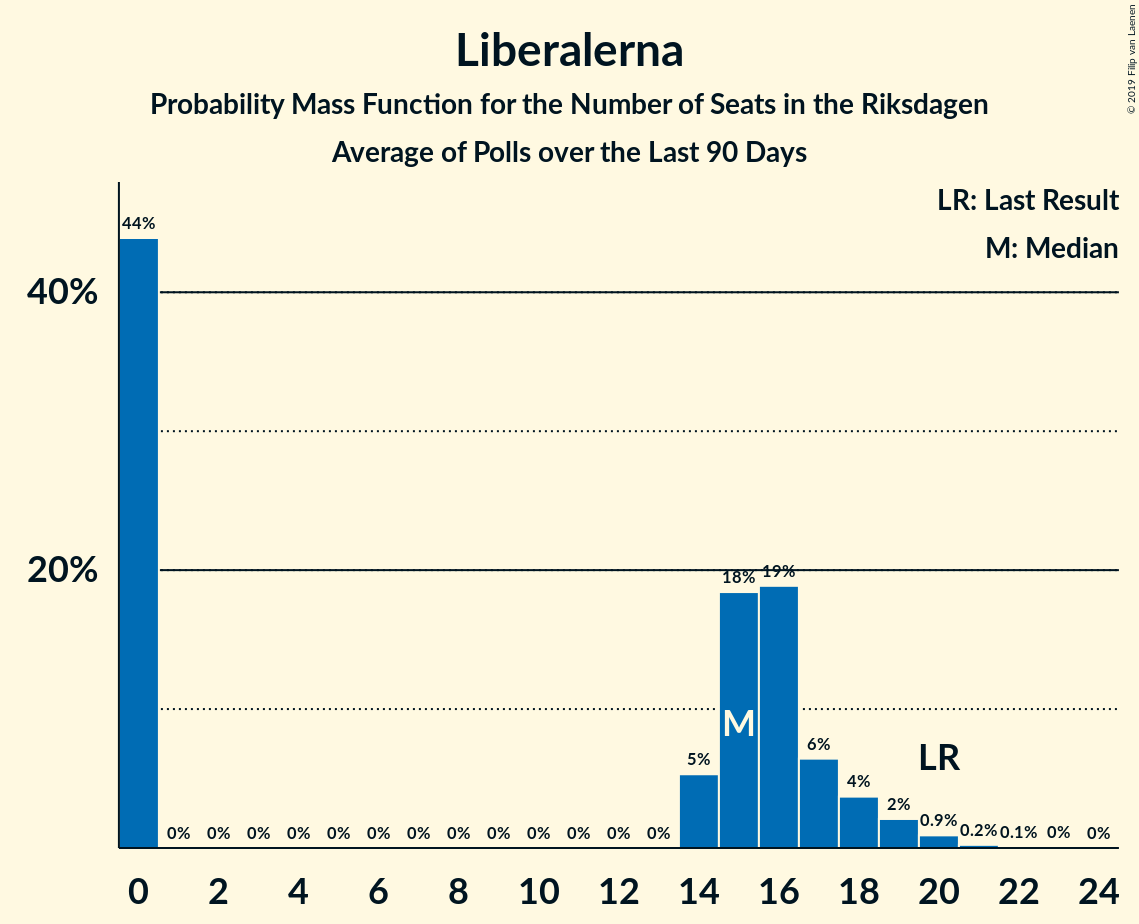 © 2019 Filip van Laenen
Liberalerna
Probability Mass Function for the Number of Seats in the Riksdagen
Average of Polls over the Last 90 Days
LR: Last Result
M: Median
44%
40%
20%
18% 19%
M
LR
5% 6% 4% 2% 0.9% 0.2% 0.1% 0% 0%
0% 0% 0% 0% 0% 0% 0% 0% 0% 0% 0% 0% 0%
0 2 4 6 8 10 12 14 16 18 20 22 24